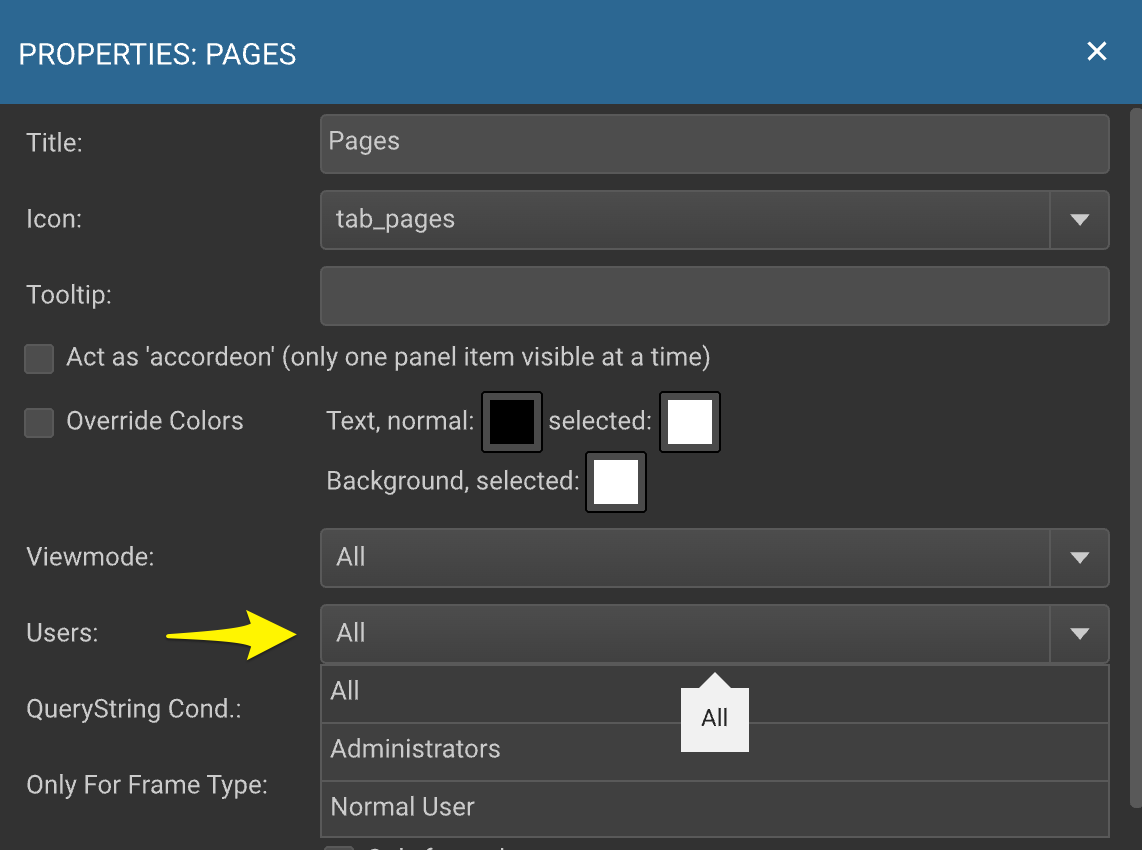 PROPERTIES: PAGES
Title: Pages
Icon: tab_pages
Tooltip:
Act as 'accordeon' (only one panel item visible at a time)
Override Colors Text, normal: selected:
Background, selected:
Viewmode: All
Users: All
All
QueryString Cond.:
All
Administrators
Only For Frame Type:
Normal User